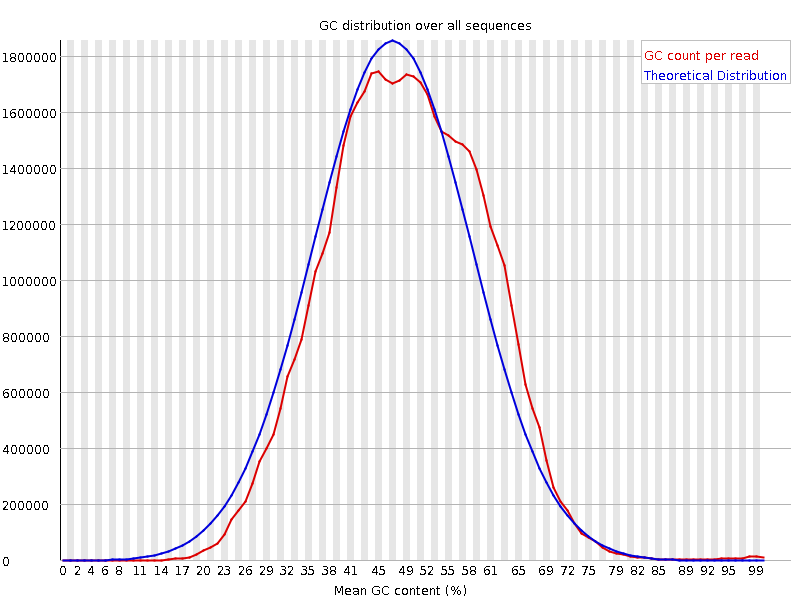 GC distribution over all sequences
GC count per read
Theoretical Distribution
1800000
1600000
1400000
1200000
1000000
800000
600000
400000
200000
0
0 2 4 6 8 11 14 17 20 23 26 29 32 35 38 41 45 49 52 55 58 61 65 69 72 75 79 82 85 89 92 95 99
Mean GC content (%)